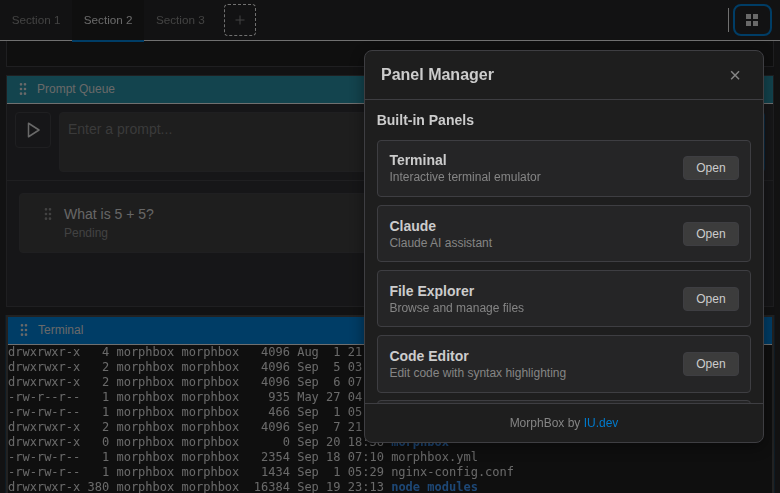 Section 1 Section 2 Section 3 +
Panel Manager ×
Prompt Queue
Enter a prompt...
What is 5 + 5?
Pending
Built-in Panels
Terminal
Interactive terminal emulator
Open
Claude
Claude AI assistant
Open
File Explorer
Browse and manage files
Open
Code Editor
Edit code with syntax highlighting
Open
MorphBox by IU.dev
Terminal
drwxrwxr-x 4 morphbox morphbox 4096 Aug 1 21
drwxrwxr-x 2 morphbox morphbox 4096 Sep 5 03
drwxrwxr-x 2 morphbox morphbox 4096 Sep 6 07
-rw-r--r-- 1 morphbox morphbox 935 May 27 04
-rw-rw-r-- 1 morphbox morphbox 466 Sep 1 05
drwxrwxr-x 2 morphbox morphbox 4096 Sep 7 21
drwxrwxr-x 0 morphbox morphbox 0 Sep 20 18:36 morphbox
-rw-rw-r-- 1 morphbox morphbox 2354 Sep 18 07:10 morphbox.yml
-rw-rw-r-- 1 morphbox morphbox 1434 Sep 1 05:29 nginx-config.conf
drwxrwxr-x 380 morphbox morphbox 16384 Sep 19 23:13 node_modules